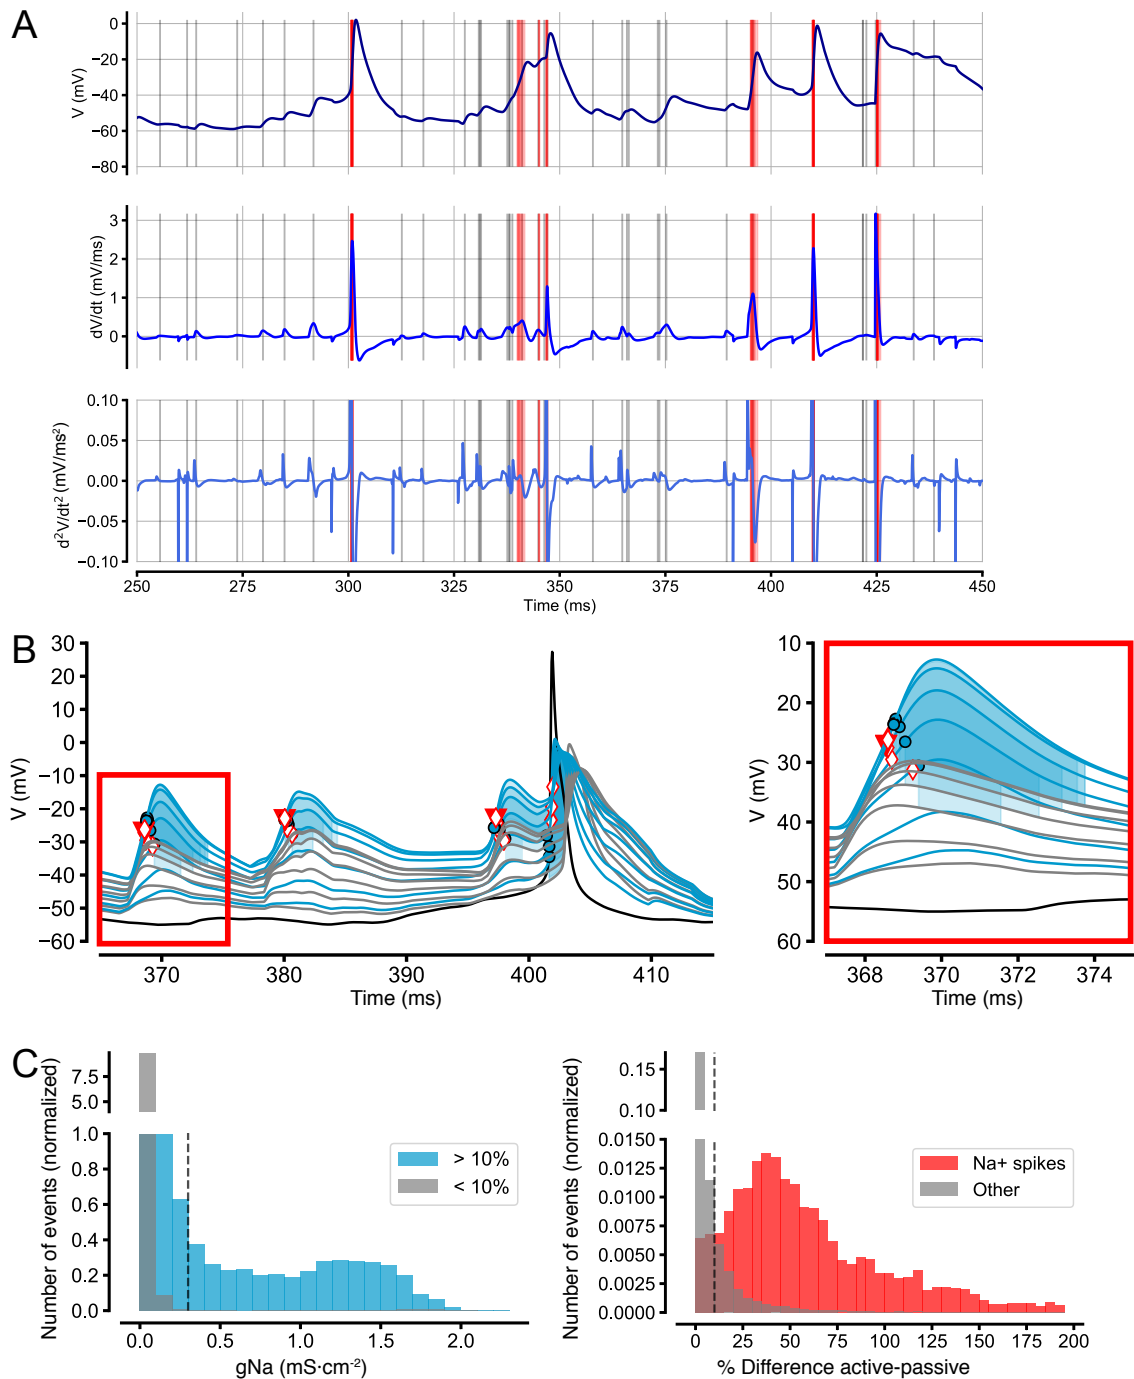 A
0
−20
−40
−60
−80
V (mV)
3
2
1
0
dV/dt (mV/ms)
0.10
0.05
0.00
−0.05
−0.10
d²V/dt² (mV/ms²)
250 275 300 325 350 375 400 425 450
Time (ms)
B
30
20
10
0
−10
−20
−30
−40
−50
−60
V (mV)
370 380 390 400 410
Time (ms)
10
20
30
40
50
60
V (mV)
368 370 372 374
Time (ms)
C
7.5
5.0
1.0
0.8
0.6
0.4
0.2
0.0
Number of events (normalized)
> 10%
< 10%
0.0 0.5 1.0 1.5 2.0
gNa (mS·cm⁻²)
0.15
0.10
0.0150
0.0125
0.0100
0.0075
0.0050
0.0025
0.0000
Number of events (normalized)
Na+ spikes
Other
0 25 50 75 100 125 150 175 200
% Difference active-passive